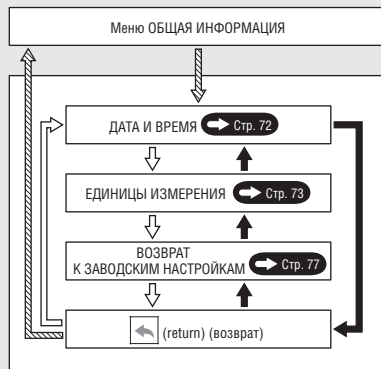 Меню ОБЩАЯ ИНФОРМАЦИЯ
ДАТА И ВРЕМЯ Стр. 72
ЕДИНИЦЫ ИЗМЕРЕНИЯ Стр. 73
ВОЗВРАТ
К ЗАВОДСКИМ НАСТРОЙКАМ Стр. 77
(return) (возврат)